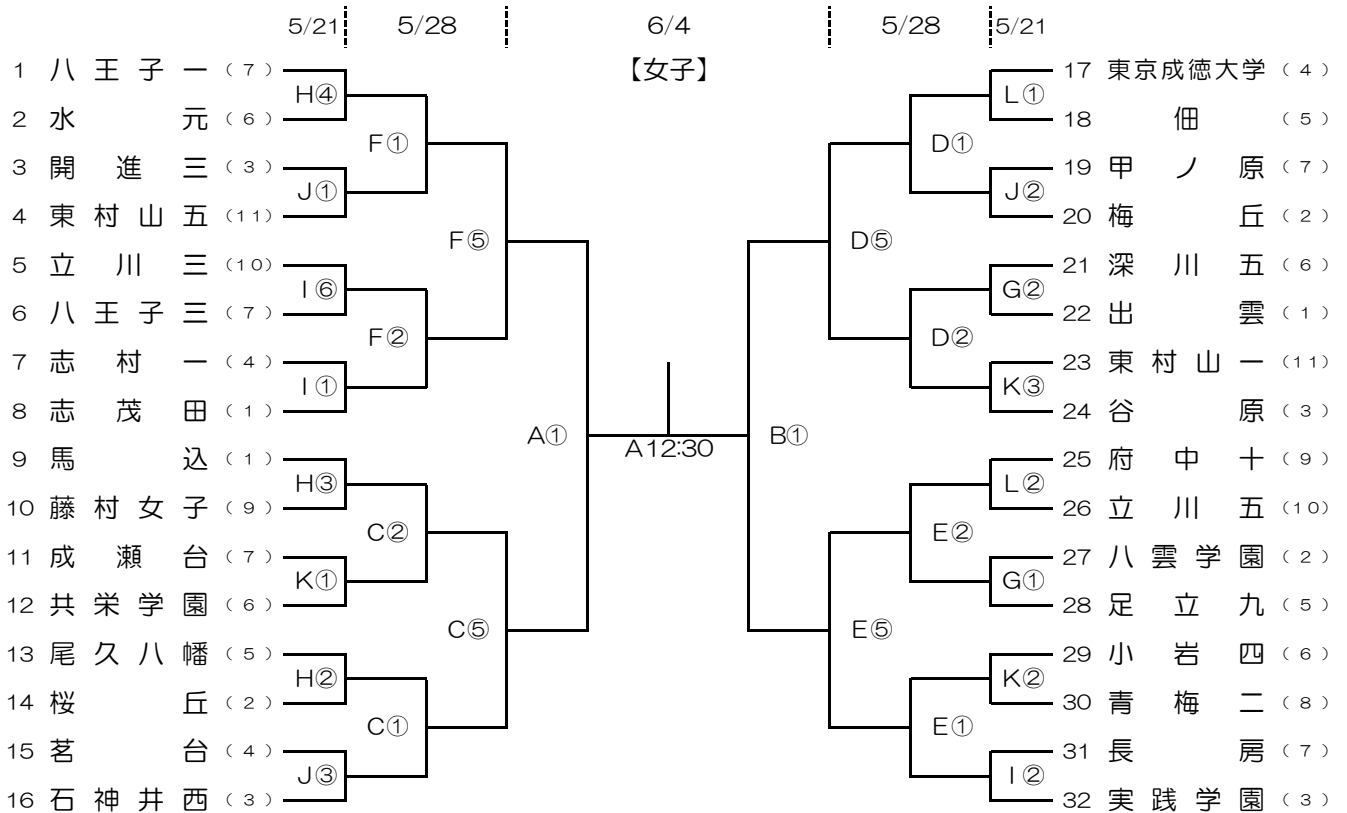 5/21 5/28 6/4 5/28 5/21
【女子】
1 八王子一 (7)
H④
2 水元 (6)
F①
3 開進三 (3)
J①
4 東村山五 (11)
F⑤
5 立川三 (10)
I⑥
6 八王子三 (7)
F②
7 志村一 (4)
I①
8 志茂田 (1)
A①
9 馬込 (1)
H③
10 藤村女子 (9)
C②
11 成瀬台 (7)
K①
12 共栄学園 (6)
C⑤
13 尾久八幡 (5)
H②
14 桜丘 (2)
C①
15 茗台 (4)
J③
16 石神井西 (3)
A12:30
17 東京成徳大学 (4)
L①
18 佃 (5)
D①
19 甲ノ原 (7)
J②
20 梅丘 (2)
D⑤
21 深川五 (6)
G②
22 出雲 (1)
D②
23 東村山一 (11)
K③
24 谷原 (3)
B①
25 府中十 (9)
L②
26 立川五 (10)
E②
27 八雲学園 (2)
G①
28 足立九 (5)
E⑤
29 小岩四 (6)
K②
30 青梅二 (8)
E①
31 長房 (7)
I②
32 実践学園 (3)